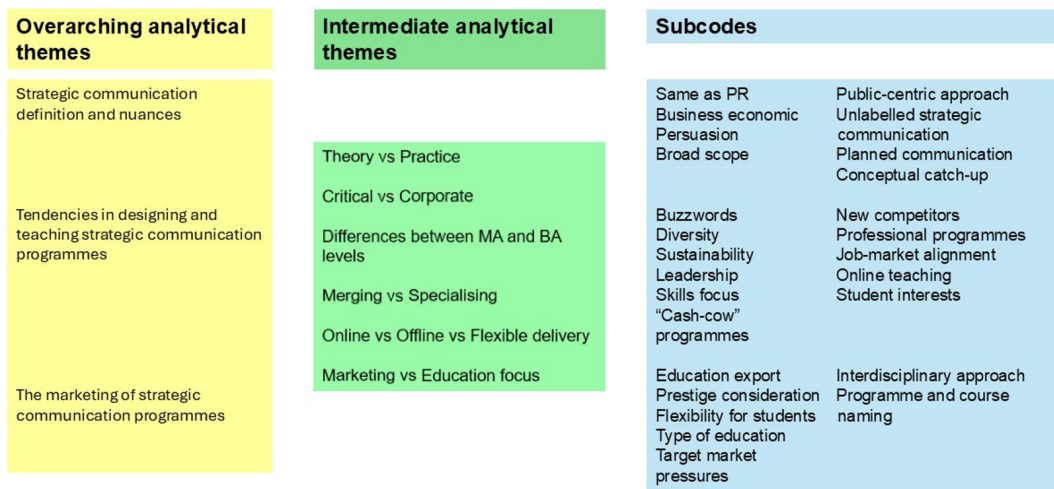 Overarching analytical
themes
Strategic communication
definition and nuances
Tendencies in designing and
teaching strategic communication
programmes
The marketing of strategic
communication programmes
Intermediate analytical
themes
Theory vs Practice
Critical vs Corporate
Differences between MA and BA
levels
Merging vs Specialising
Online vs Offline vs Flexible delivery
Marketing vs Education focus
Subcodes
Same as PR
Business economic
Persuasion
Broad scope
Public-centric approach
Unlabelled strategic
communication
Planned communication
Conceptual catch-up
Buzzwords
Diversity
Sustainability
Leadership
Skills focus
“Cash-cow”
programmes
New competitors
Professional programmes
Job-market alignment
Online teaching
Student interests
Education export
Prestige consideration
Flexibility for students
Type of education
Target market
pressures
Interdisciplinary approach
Programme and course
naming